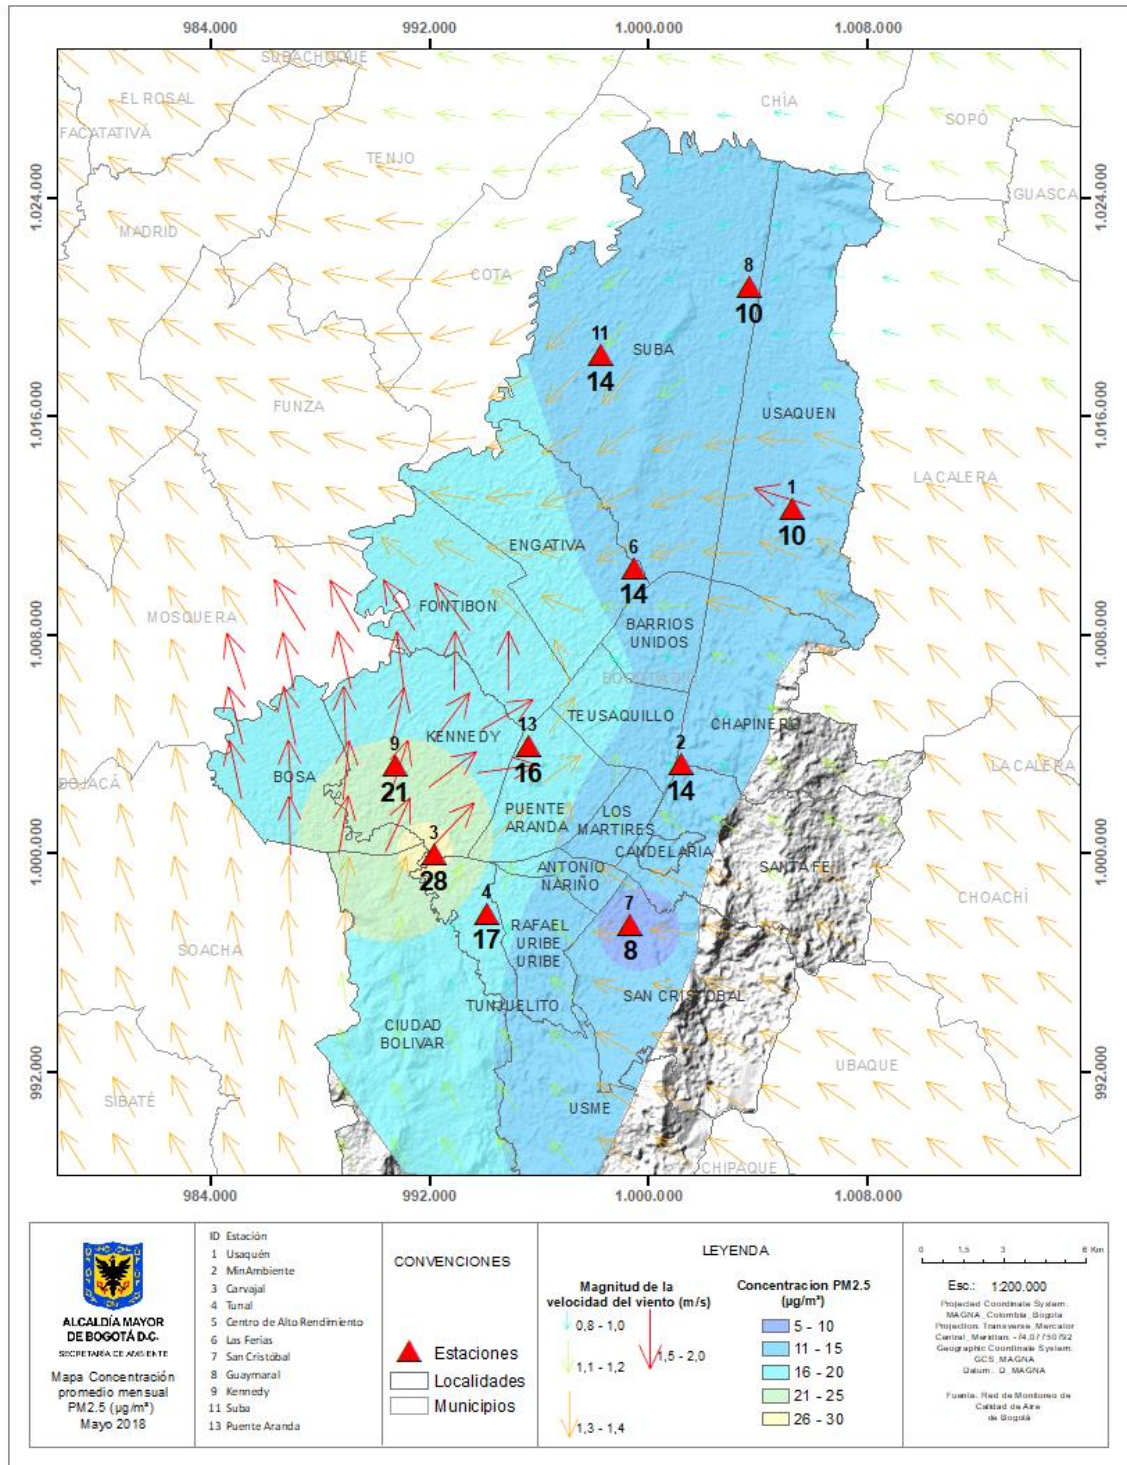 984.000 992.000 1.000.000 1.008.000
SUBACHOQUE
EL ROSAL
CHÍA
SOPÓ
FACATATIVÁ
TENJO
1.024.000 1.024.000
GUASCA
MADRID
COTA
8
10
11
14
SUBA
FUNZA
USAQUEN
1.016.000 1.016.000
LA CALERA
1
10
ENGATIVA
6
14
FONTIBON
MOSQUERA
BARRIOS
UNIDOS
1.008.000 1.008.000
BOGOTÁ D.C.
TEUSAQUILLO
CHAPINERO
KENNEDY
13
16
9
21
2
14
BOSA
BOJACÁ
LA CALERA
PUENTE
ARANDA
LOS
MARTIRES
3
28
CANDELARIA
1.000.000 1.000.000
ANTONIO
NARIÑO
SANTA FE
CHOACHÍ
4
17
7
8
RAFAEL
URIBE
URIBE
SOACHA
SAN CRISTOBAL
TUNJUELITO
CIUDAD
BOLIVAR
UBAQUE
992.000 992.000
SIBATÉ
USME
CHIPAQUE
984.000 992.000 1.000.000 1.008.000
ALCALDÍA MAYOR
DE BOGOTÁ D.C.
SECRETARÍA DE AMBIENTE
Mapa Concentración
promedio mensual
PM2.5 (µg/m³)
Mayo 2018
ID Estación
1 Usaquén
2 MinAmbiente
3 Carvajal
4 Tunal
5 Centro de Alto Rendimiento
6 Las Ferias
7 San Cristóbal
8 Guaymaral
9 Kennedy
11 Suba
13 Puente Aranda
CONVENCIONES
Estaciones
Localidades
Municipios
LEYENDA
Magnitud de la
velocidad del viento (m/s)
0,8 - 1,0
1,1 - 1,2
1,3 - 1,4
1,5 - 2,0
Concentracion PM2.5
(µg/m³)
5 - 10
11 - 15
16 - 20
21 - 25
26 - 30
0 1,5 3 6 Km
Esc.: 1:200.000
Projected Coordinate System:
MAGNA_Colombia_Bogota
Projection: Transverse_Mercator
Central_Meridian: -74.07750792
Geographic Coordinate System:
GCS_MAGNA
Datum: D_MAGNA
Fuente: Red de Monitoreo de
Calidad de Aire
de Bogotá